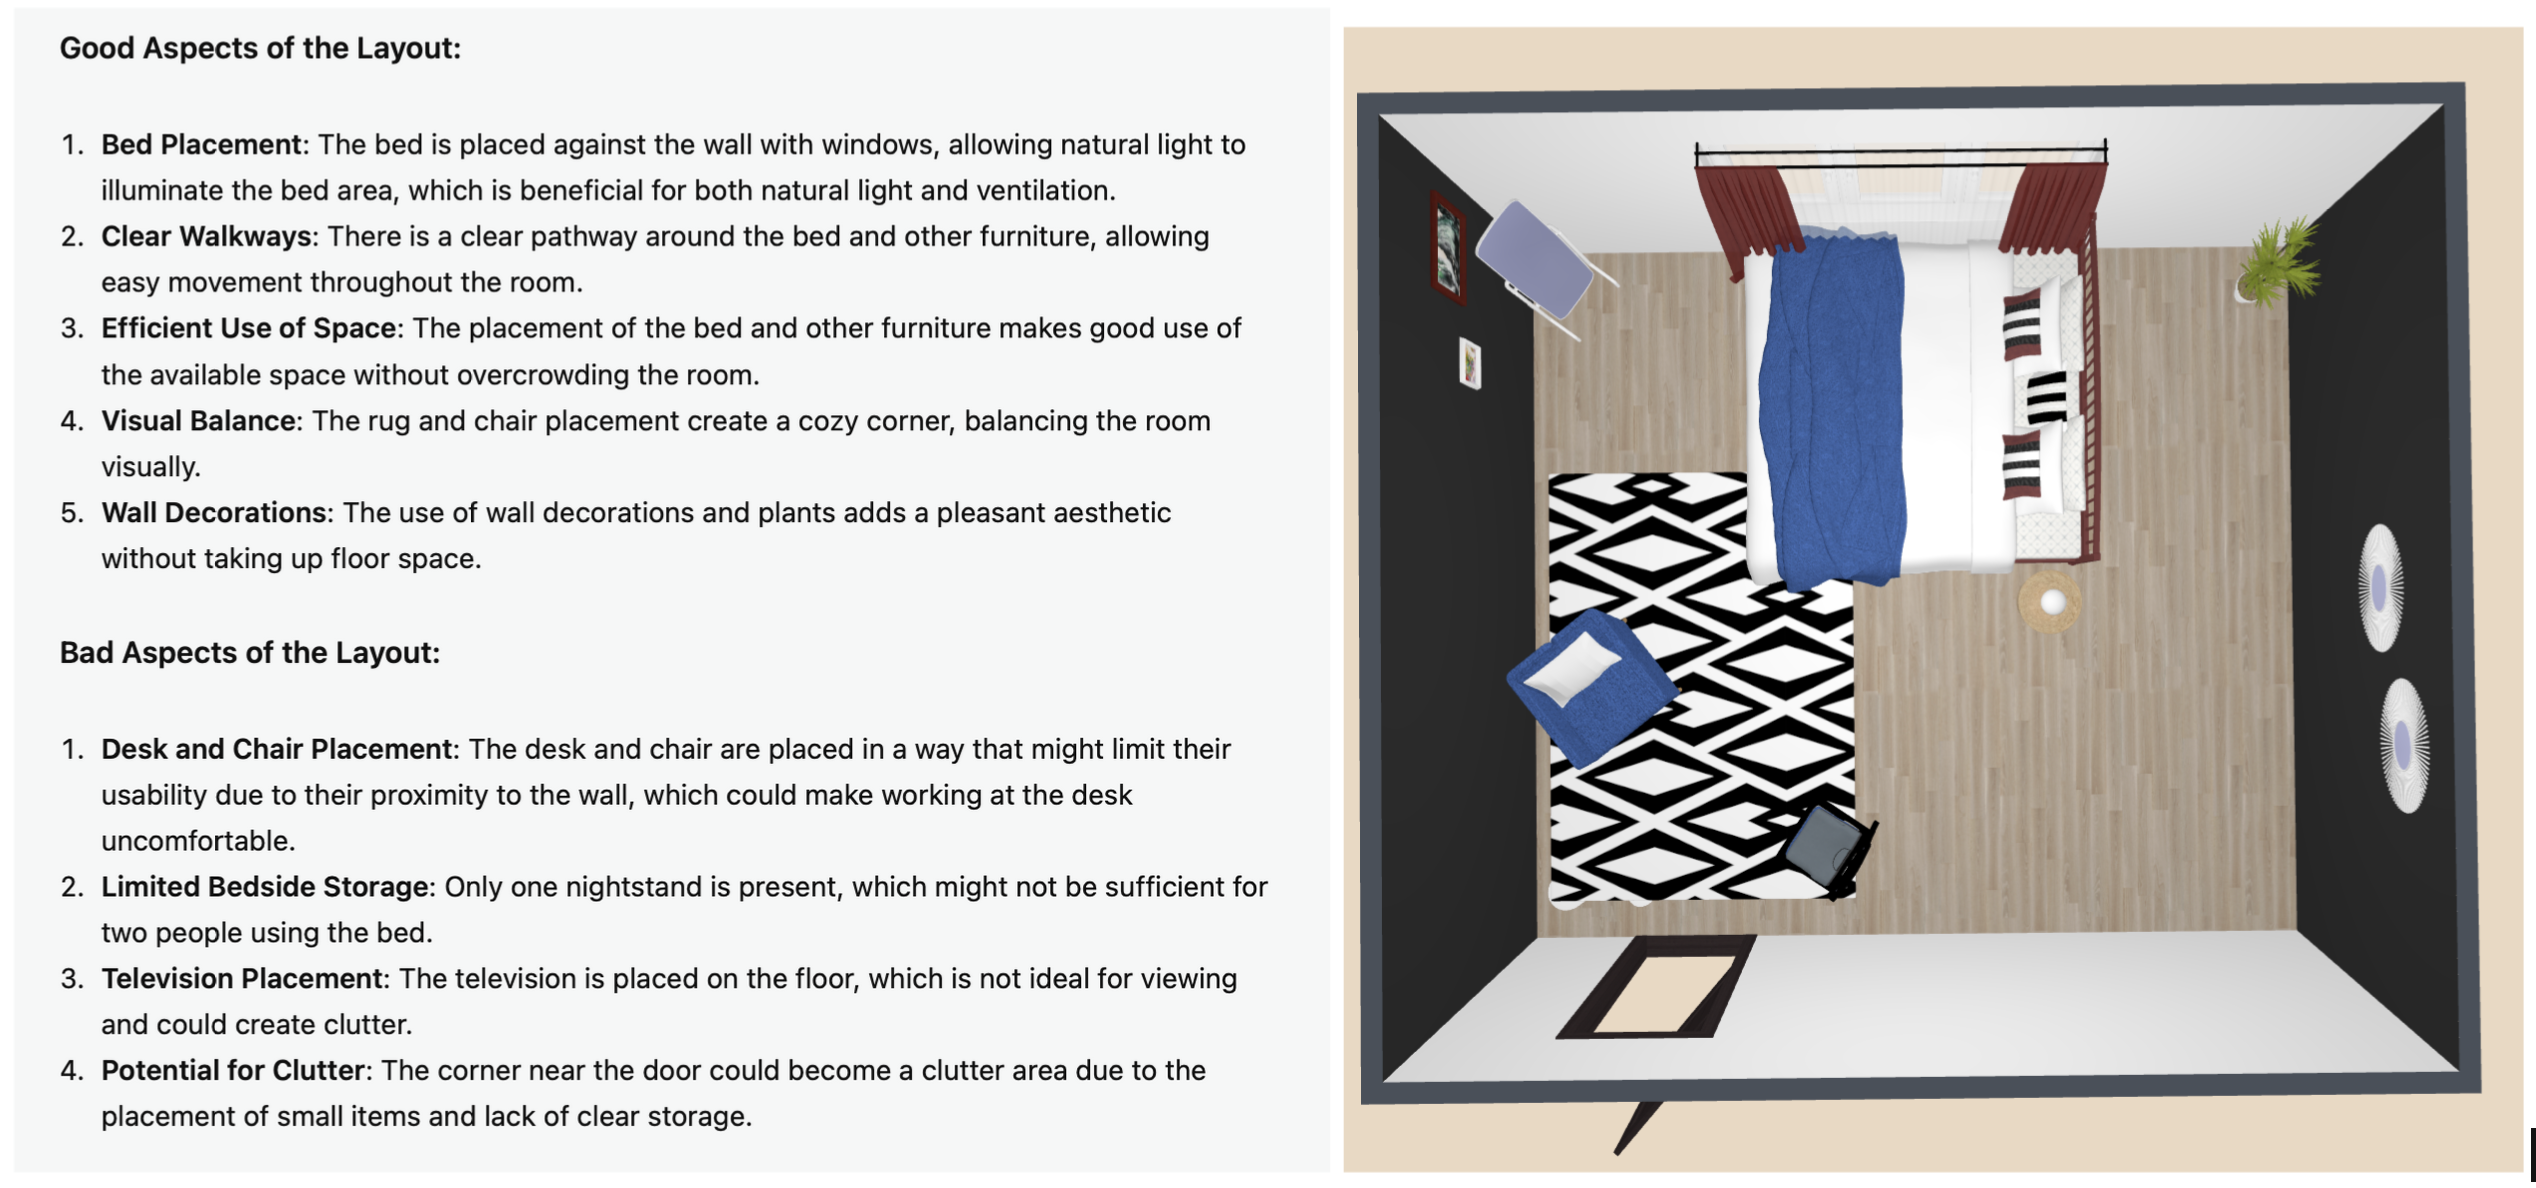 Good Aspects of the Layout:
1. Bed Placement: The bed is placed against the wall with windows, allowing natural light to
illuminate the bed area, which is beneficial for both natural light and ventilation.
2. Clear Walkways: There is a clear pathway around the bed and other furniture, allowing
easy movement throughout the room.
3. Efficient Use of Space: The placement of the bed and other furniture makes good use of
the available space without overcrowding the room.
4. Visual Balance: The rug and chair placement create a cozy corner, balancing the room
visually.
5. Wall Decorations: The use of wall decorations and plants adds a pleasant aesthetic
without taking up floor space.
Bad Aspects of the Layout:
1. Desk and Chair Placement: The desk and chair are placed in a way that might limit their
usability due to their proximity to the wall, which could make working at the desk
uncomfortable.
2. Limited Bedside Storage: Only one nightstand is present, which might not be sufficient for
two people using the bed.
3. Television Placement: The television is placed on the floor, which is not ideal for viewing
and could create clutter.
4. Potential for Clutter: The corner near the door could become a clutter area due to the
placement of small items and lack of clear storage.